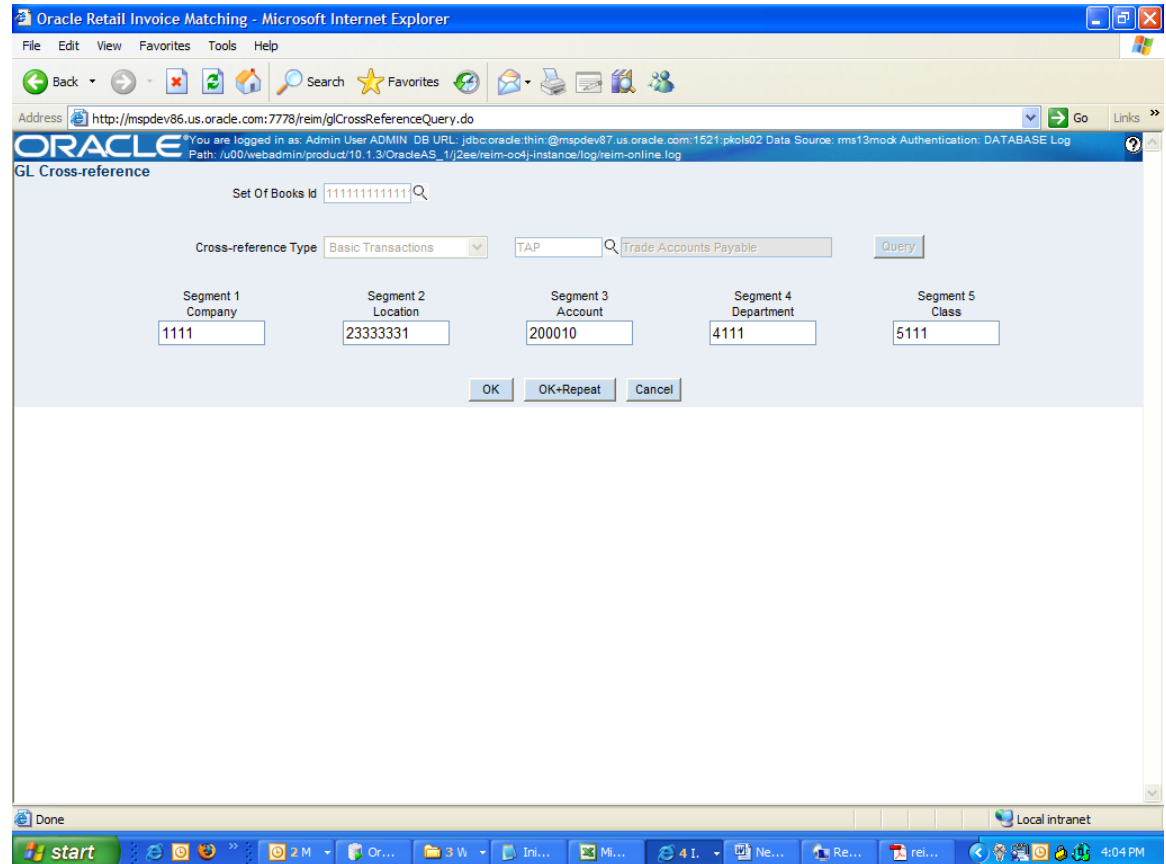 Oracle Retail Invoice Matching - Microsoft Internet Explorer
File Edit View Favorites Tools Help
Back Search Favorites
Address http://mspdev86.us.oracle.com:7778/reim/glCrossReferenceQuery.do Go Links »
ORACLE You are logged in as: Admin User ADMIN DB URL: jdbc:oracle:thin:@mspdev87.us.oracle.com:1521:pkols02 Data Source: rms13mock Authentication: DATABASE Log
Path: /u00/webadmin/product/10.1.3/OracleAS_1/j2ee/reim-oc4j-instance/log/reim-online.log
GL Cross-reference
Set Of Books Id 111111111111
Cross-reference Type Basic Transactions TAP Trade Accounts Payable Query
Segment 1 Segment 2 Segment 3 Segment 4 Segment 5
Company Location Account Department Class
1111 23333331 200010 4111 5111
OK OK+Repeat Cancel
Done Local intranet
start » 2 M Or... 3 W Ini... Mi... 4 I. Ne... Re... rei... 4:04 PM